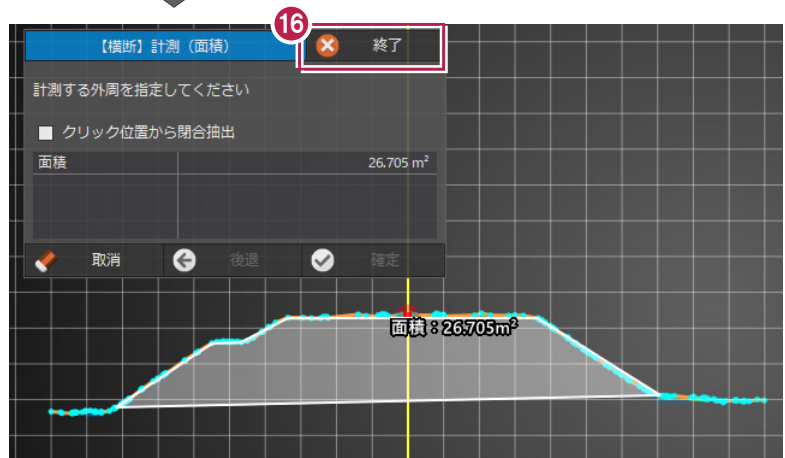 16
【横断】計測（面積）
終了
計測する外周を指定してください
クリック位置から閉合抽出
面積 26.705 m²
取消 後退 確定
面積：26.705m²